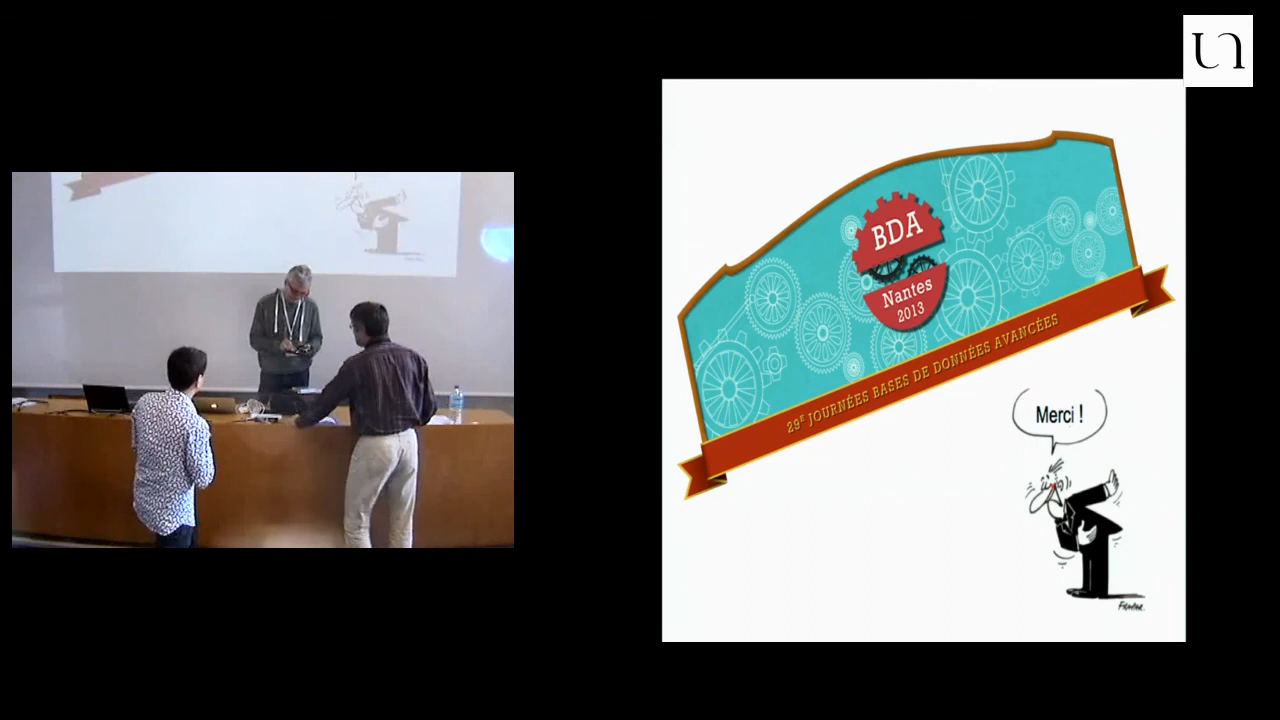 BDA
Nantes
2013
29E JOURNÉES BASES DE DONNÉES AVANCÉES
Merci !